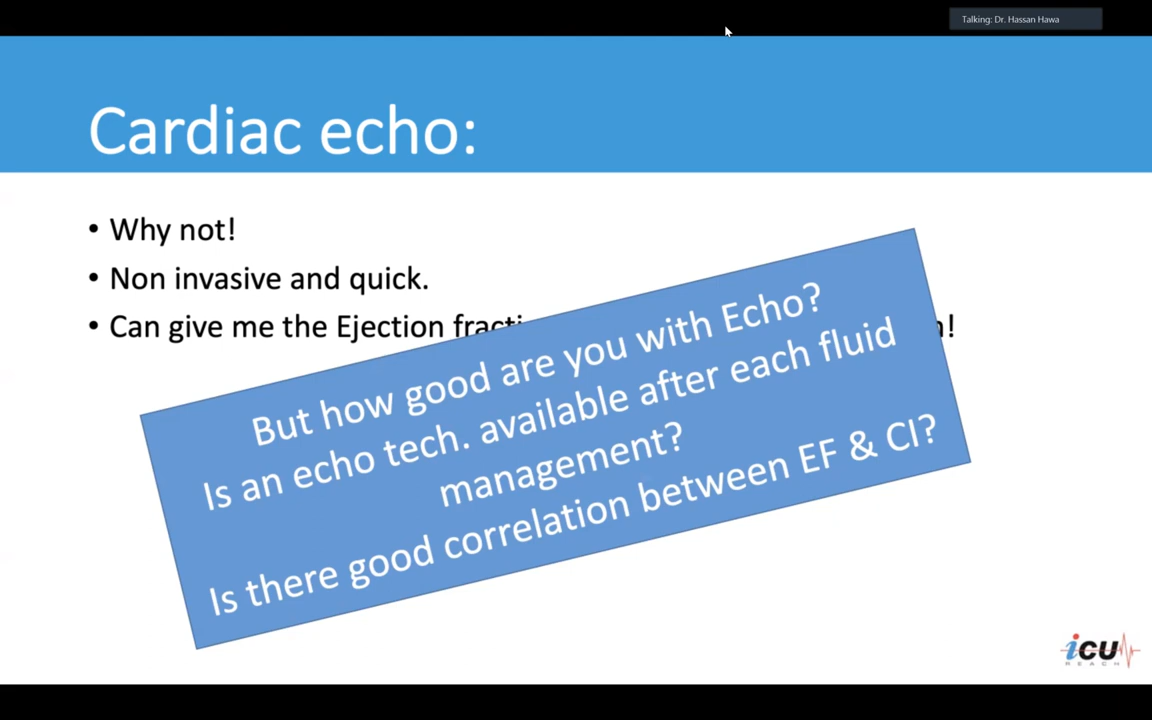 Talking: Dr. Hassan Hawa
Cardiac echo:
• Why not!
• Non invasive and quick.
• Can give me the Ejection
But how good are you with Echo?
Is an echo tech. available after each fluid
management?
Is there good correlation between EF & CI?
icu
REACH